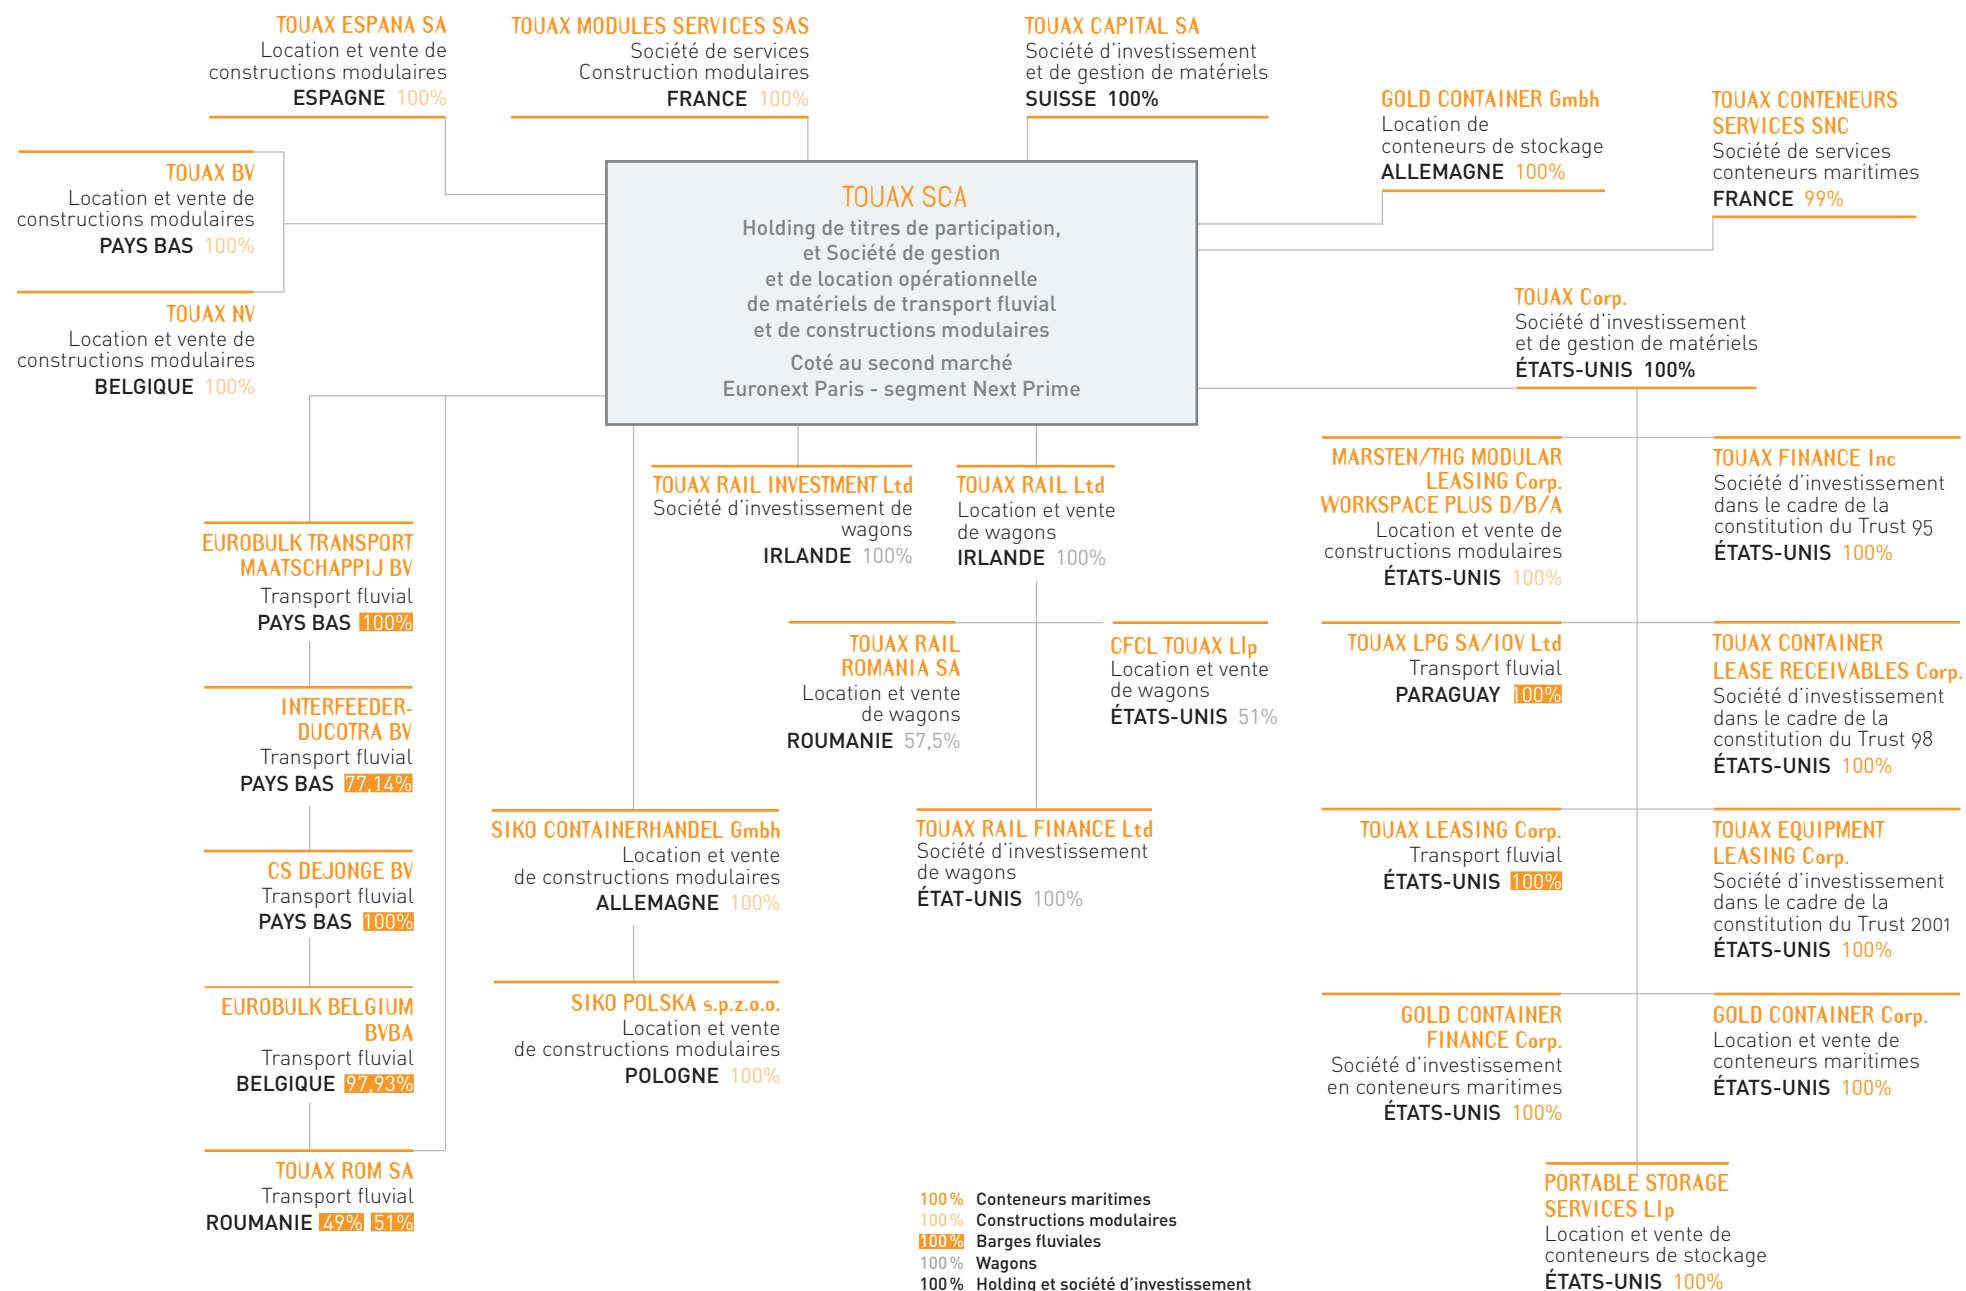 TOUAX ESPANA SA
Location et vente de
constructions modulaires
ESPAGNE 100%
TOUAX MODULES SERVICES SAS
Société de services
Construction modulaires
FRANCE 100%
TOUAX CAPITAL SA
Société d'investissement
et de gestion de matériels
SUISSE 100%
GOLD CONTAINER Gmbh
Location de
conteneurs de stockage
ALLEMAGNE 100%
TOUAX CONTENEURS
SERVICES SNC
Société de services
conteneurs maritimes
FRANCE 99%
TOUAX BV
Location et vente de
constructions modulaires
PAYS BAS 100%
TOUAX NV
Location et vente de
constructions modulaires
BELGIQUE 100%
TOUAX SCA
Holding de titres de participation,
et Société de gestion
et de location opérationnelle
de matériels de transport fluvial
et de constructions modulaires
Coté au second marché
Euronext Paris - segment Next Prime
TOUAX Corp.
Société d'investissement
et de gestion de matériels
ÉTATS-UNIS 100%
EUROBULK TRANSPORT
MAATSCHAPPIJ BV
Transport fluvial
PAYS BAS 100%
INTERFEEDER-
DUCOTRA BV
Transport fluvial
PAYS BAS 77,14%
CS DEJONGE BV
Transport fluvial
PAYS BAS 100%
EUROBULK BELGIUM
BVBA
Transport fluvial
BELGIQUE 97,93%
TOUAX ROM SA
Transport fluvial
ROUMANIE 49% 51%
TOUAX RAIL INVESTMENT Ltd
Société d'investissement de
wagons
IRLANDE 100%
TOUAX RAIL Ltd
Location et vente
de wagons
IRLANDE 100%
TOUAX RAIL
ROMANIA SA
Location et vente
de wagons
ROUMANIE 57,5%
CFCL TOUAX Llp
Location et vente
de wagons
ÉTATS-UNIS 51%
SIKO CONTAINERHANDEL Gmbh
Location et vente
de constructions modulaires
ALLEMAGNE 100%
TOUAX RAIL FINANCE Ltd
Société d'investissement
de wagons
ÉTAT-UNIS 100%
SIKO POLSKA s.p.z.o.o.
Location et vente
de constructions modulaires
POLOGNE 100%
MARSTEN/THG MODULAR
LEASING Corp.
WORKSPACE PLUS D/B/A
Location et vente de
constructions modulaires
ÉTATS-UNIS 100%
TOUAX FINANCE Inc
Société d'investissement
dans le cadre de la
constitution du Trust 95
ÉTATS-UNIS 100%
TOUAX LPG SA/IOV Ltd
Transport fluvial
PARAGUAY 100%
TOUAX CONTAINER
LEASE RECEIVABLES Corp.
Société d'investissement
dans le cadre de la
constitution du Trust 98
ÉTATS-UNIS 100%
TOUAX LEASING Corp.
Transport fluvial
ÉTATS-UNIS 100%
TOUAX EQUIPMENT
LEASING Corp.
Société d'investissement
dans le cadre de la
constitution du Trust 2001
ÉTATS-UNIS 100%
GOLD CONTAINER
FINANCE Corp.
Société d'investissement
en conteneurs maritimes
ÉTATS-UNIS 100%
GOLD CONTAINER Corp.
Location et vente de
conteneurs maritimes
ÉTATS-UNIS 100%
PORTABLE STORAGE
SERVICES Llp
Location et vente de
conteneurs de stockage
ÉTATS-UNIS 100%
100% Conteneurs maritimes
100% Constructions modulaires
100% Barges fluviales
100% Wagons
100% Holding et société d'investissement